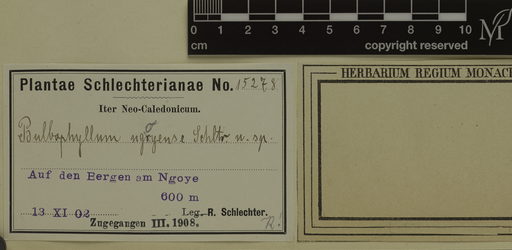 0 1 2 3 4 5 6 7 8 9 10
cm
copyright reserved
Plantae Schlechterianae No. 15278
Iter Neo-Caledonicum.
Bulbophyllum ngoyense Schltr. n. sp.
Auf den Bergen am Ngoye
600 m
13 XI 02 Leg. R. Schlechter.
Zugegangen III. 1908.
HERBARIUM REGIUM MONAC